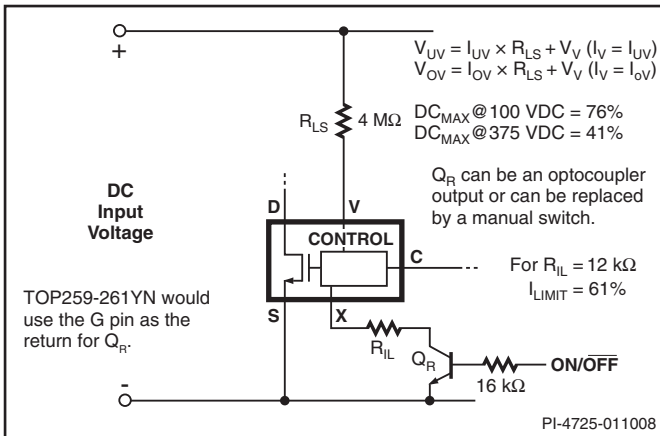 +
V_UV = I_UV × R_LS + V_V (I_V = I_UV)
V_OV = I_OV × R_LS + V_V (I_V = I_oV)
R_LS 4 MΩ
DC_MAX@100 VDC = 76%
DC_MAX@375 VDC = 41%
Q_R can be an optocoupler
output or can be replaced
by a manual switch.
DC
Input
Voltage
D V
CONTROL
C
For R_IL = 12 kΩ
I_LIMIT = 61%
TOP259-261YN would
use the G pin as the
return for Q_R.
S X
R_IL
Q_R
ON/O̅F̅F̅
16 kΩ
-
PI-4725-011008